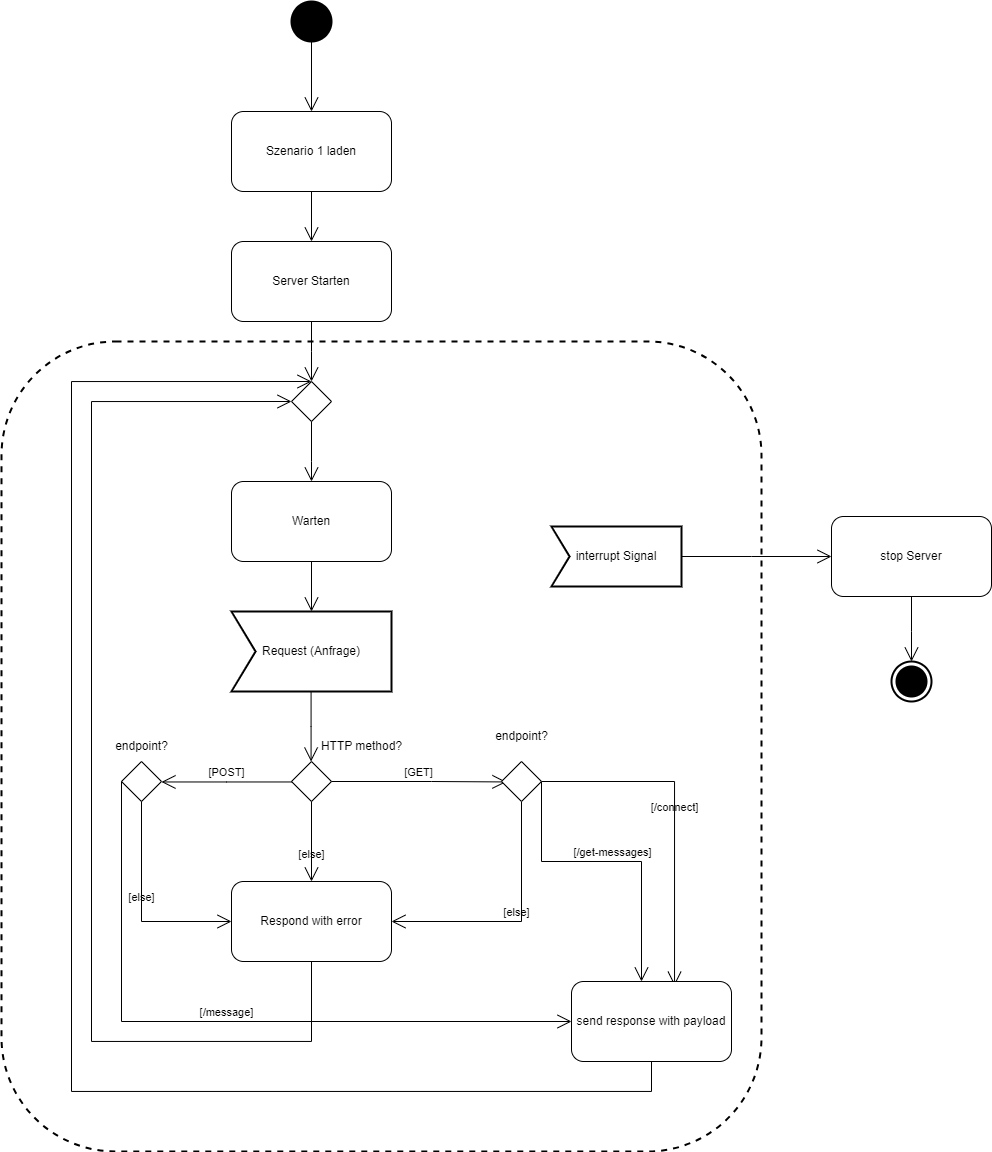 Szenario 1 laden
Server Starten
Warten
interrupt Signal
stop Server
Request (Anfrage)
endpoint?
HTTP method?
endpoint?
[POST]
[GET]
[/connect]
[else]
[/get-messages]
[else]
[else]
Respond with error
[/message]
send response with payload